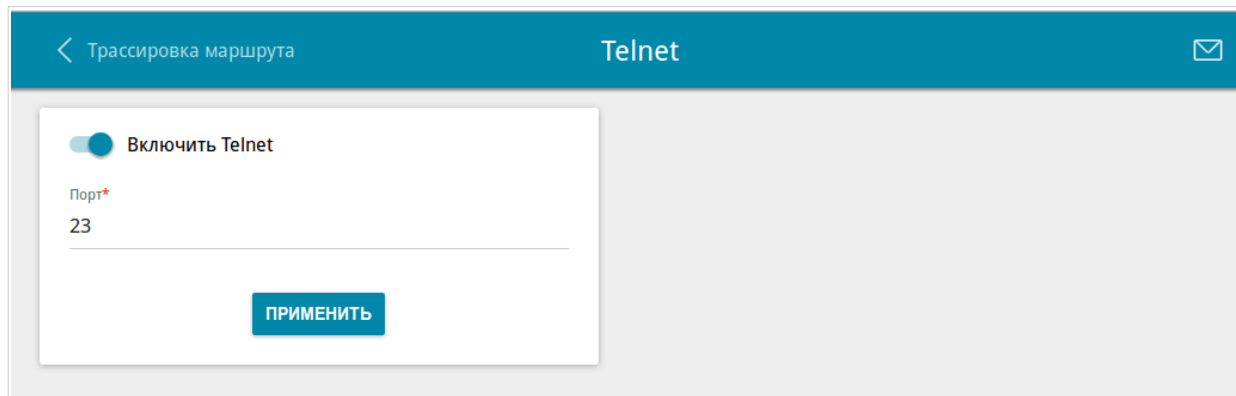 Трассировка маршрута
Telnet
Включить Telnet
Порт*
23
ПРИМЕНИТЬ